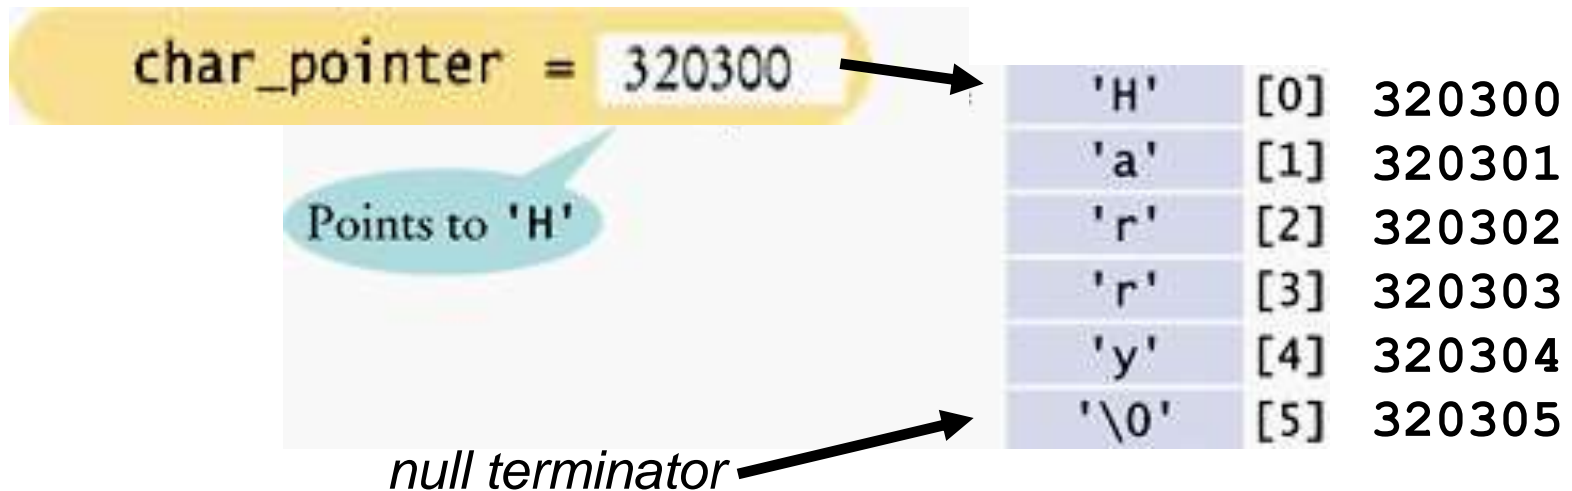 char_pointer = 320300
'H' [0] 320300
'a' [1] 320301
Points to 'H'
'r' [2] 320302
'r' [3] 320303
'y' [4] 320304
'\0' [5] 320305
null terminator